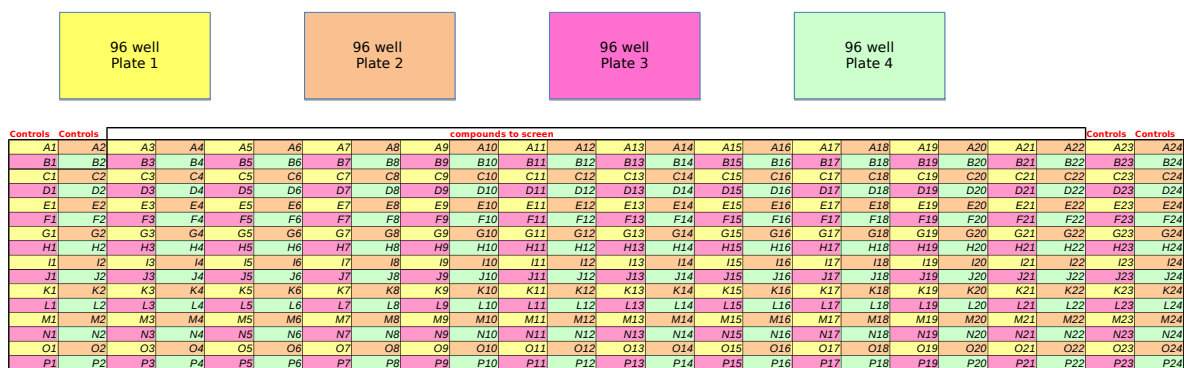 96 well
Plate 1
96 well
Plate 2
96 well
Plate 3
96 well
Plate 4
Controls Controls compounds to screen Controls Controls
A1 A2 A3 A4 A5 A6 A7 A8 A9 A10 A11 A12 A13 A14 A15 A16 A17 A18 A19 A20 A21 A22 A23 A24
B1 B2 B3 B4 B5 B6 B7 B8 B9 B10 B11 B12 B13 B14 B15 B16 B17 B18 B19 B20 B21 B22 B23 B24
C1 C2 C3 C4 C5 C6 C7 C8 C9 C10 C11 C12 C13 C14 C15 C16 C17 C18 C19 C20 C21 C22 C23 C24
D1 D2 D3 D4 D5 D6 D7 D8 D9 D10 D11 D12 D13 D14 D15 D16 D17 D18 D19 D20 D21 D22 D23 D24
E1 E2 E3 E4 E5 E6 E7 E8 E9 E10 E11 E12 E13 E14 E15 E16 E17 E18 E19 E20 E21 E22 E23 E24
F1 F2 F3 F4 F5 F6 F7 F8 F9 F10 F11 F12 F13 F14 F15 F16 F17 F18 F19 F20 F21 F22 F23 F24
G1 G2 G3 G4 G5 G6 G7 G8 G9 G10 G11 G12 G13 G14 G15 G16 G17 G18 G19 G20 G21 G22 G23 G24
H1 H2 H3 H4 H5 H6 H7 H8 H9 H10 H11 H12 H13 H14 H15 H16 H17 H18 H19 H20 H21 H22 H23 H24
I1 I2 I3 I4 I5 I6 I7 I8 I9 I10 I11 I12 I13 I14 I15 I16 I17 I18 I19 I20 I21 I22 I23 I24
J1 J2 J3 J4 J5 J6 J7 J8 J9 J10 J11 J12 J13 J14 J15 J16 J17 J18 J19 J20 J21 J22 J23 J24
K1 K2 K3 K4 K5 K6 K7 K8 K9 K10 K11 K12 K13 K14 K15 K16 K17 K18 K19 K20 K21 K22 K23 K24
L1 L2 L3 L4 L5 L6 L7 L8 L9 L10 L11 L12 L13 L14 L15 L16 L17 L18 L19 L20 L21 L22 L23 L24
M1 M2 M3 M4 M5 M6 M7 M8 M9 M10 M11 M12 M13 M14 M15 M16 M17 M18 M19 M20 M21 M22 M23 M24
N1 N2 N3 N4 N5 N6 N7 N8 N9 N10 N11 N12 N13 N14 N15 N16 N17 N18 N19 N20 N21 N22 N23 N24
O1 O2 O3 O4 O5 O6 O7 O8 O9 O10 O11 O12 O13 O14 O15 O16 O17 O18 O19 O20 O21 O22 O23 O24
P1 P2 P3 P4 P5 P6 P7 P8 P9 P10 P11 P12 P13 P14 P15 P16 P17 P18 P19 P20 P21 P22 P23 P24